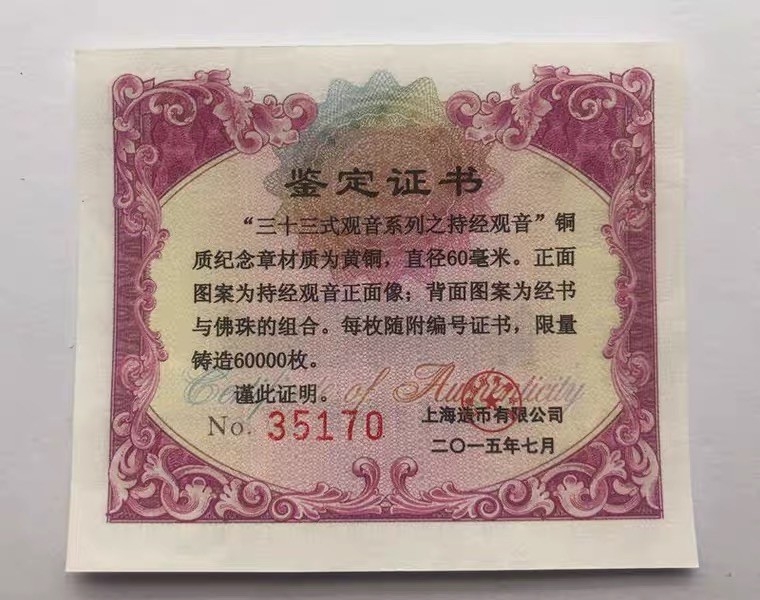 鉴定证书
“三十三式观音系列之持经观音”铜
质纪念章材质为黄铜，直径60毫米。正面
图案为持经观音正面像；背面图案为经书
与佛珠的组合。每枚随附编号证书，限量
铸造60000枚。
谨此证明。
Certificate of Authenticity
No. 35170
上海造币有限公司
二〇一五年七月